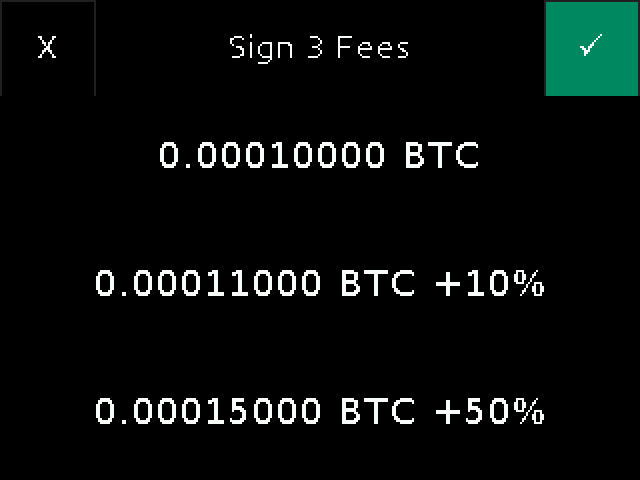 X Sign 3 Fees ✓
0.00010000 BTC
0.00011000 BTC +10%
0.00015000 BTC +50%